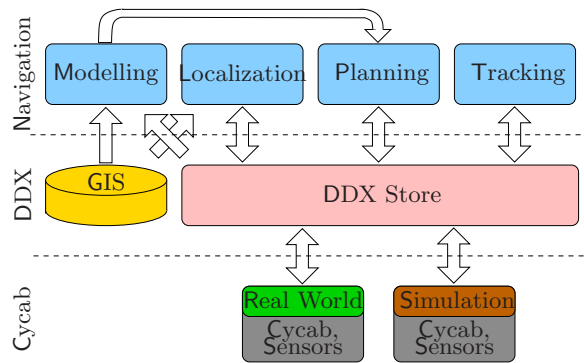 Navigation
Modelling
Localization
Planning
Tracking
DDX
GIS
DDX Store
Cycab
Real World
Cycab,
Sensors
Simulation
Cycab,
Sensors